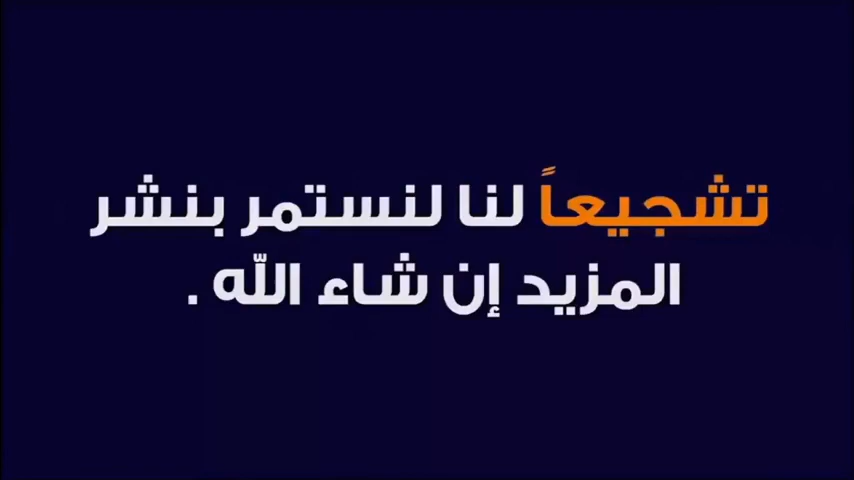 تشجيعاً لنا لنستمر بنشر
المزيد إن شاء الله .